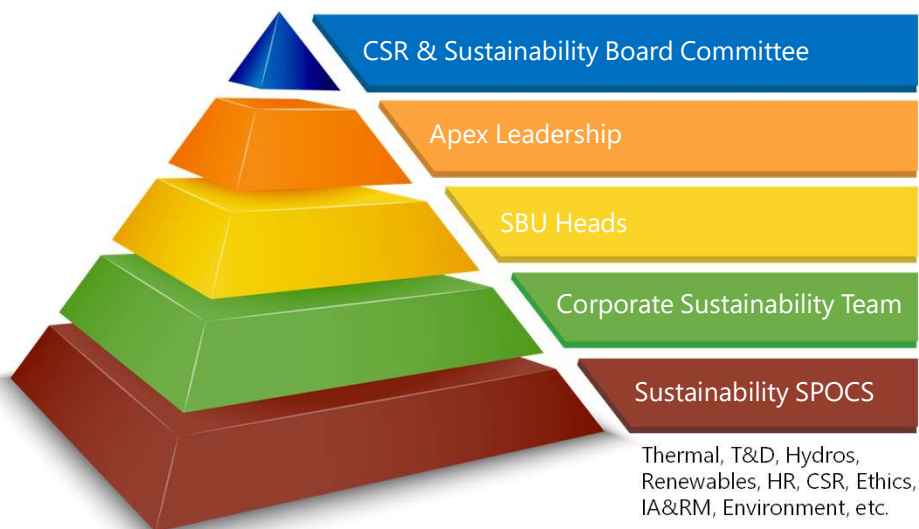 CSR & Sustainability Board Committee
Apex Leadership
SBU Heads
Corporate Sustainability Team
Sustainability SPOCS
Thermal, T&D, Hydros,
Renewables, HR, CSR, Ethics,
IA&RM, Environment, etc.